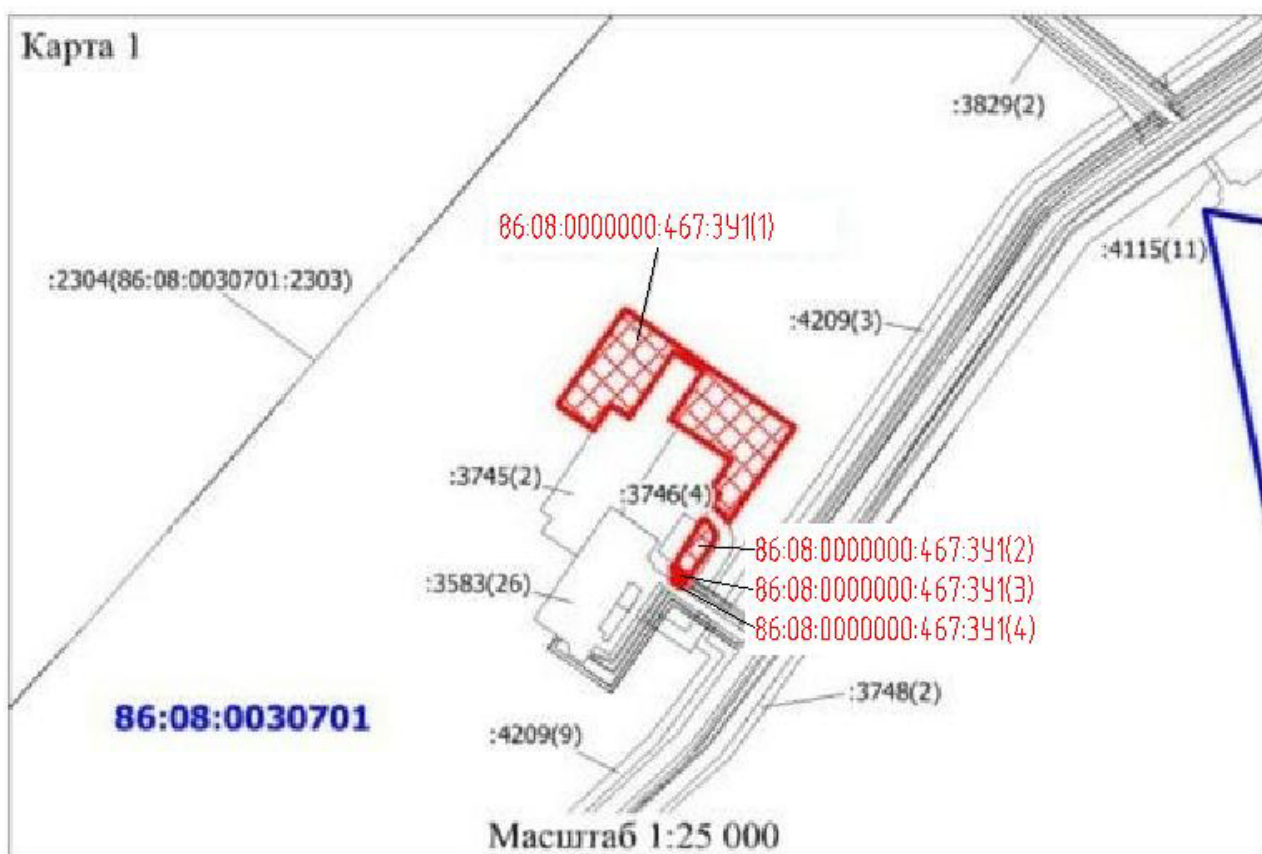 Карта 1
:3829(2)
86:08:0000000:467:ЗУ1(1)
:4115(11)
:2304(86:08:0030701:2303)
:4209(3)
:3745(2)
:3746(4)
86:08:0000000:467:ЗУ1(2)
:3583(26)
86:08:0000000:467:ЗУ1(3)
86:08:0000000:467:ЗУ1(4)
:3748(2)
86:08:0030701
:4209(9)
Масштаб 1:25 000